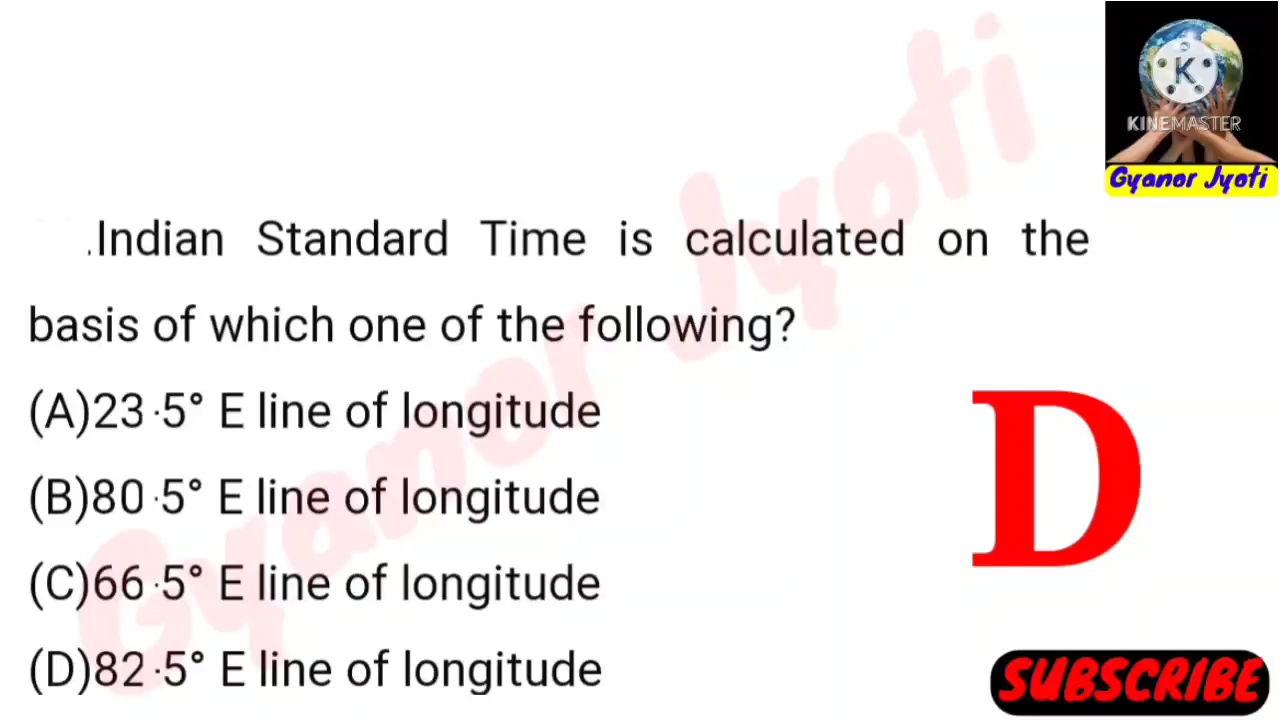 K
KINEMASTER
Gyanor Jyoti
.Indian Standard Time is calculated on the
basis of which one of the following?
(A)23·5° E line of longitude
(B)80·5° E line of longitude
(C)66·5° E line of longitude
(D)82·5° E line of longitude
D
Gyanor Jyoti
SUBSCRIBE